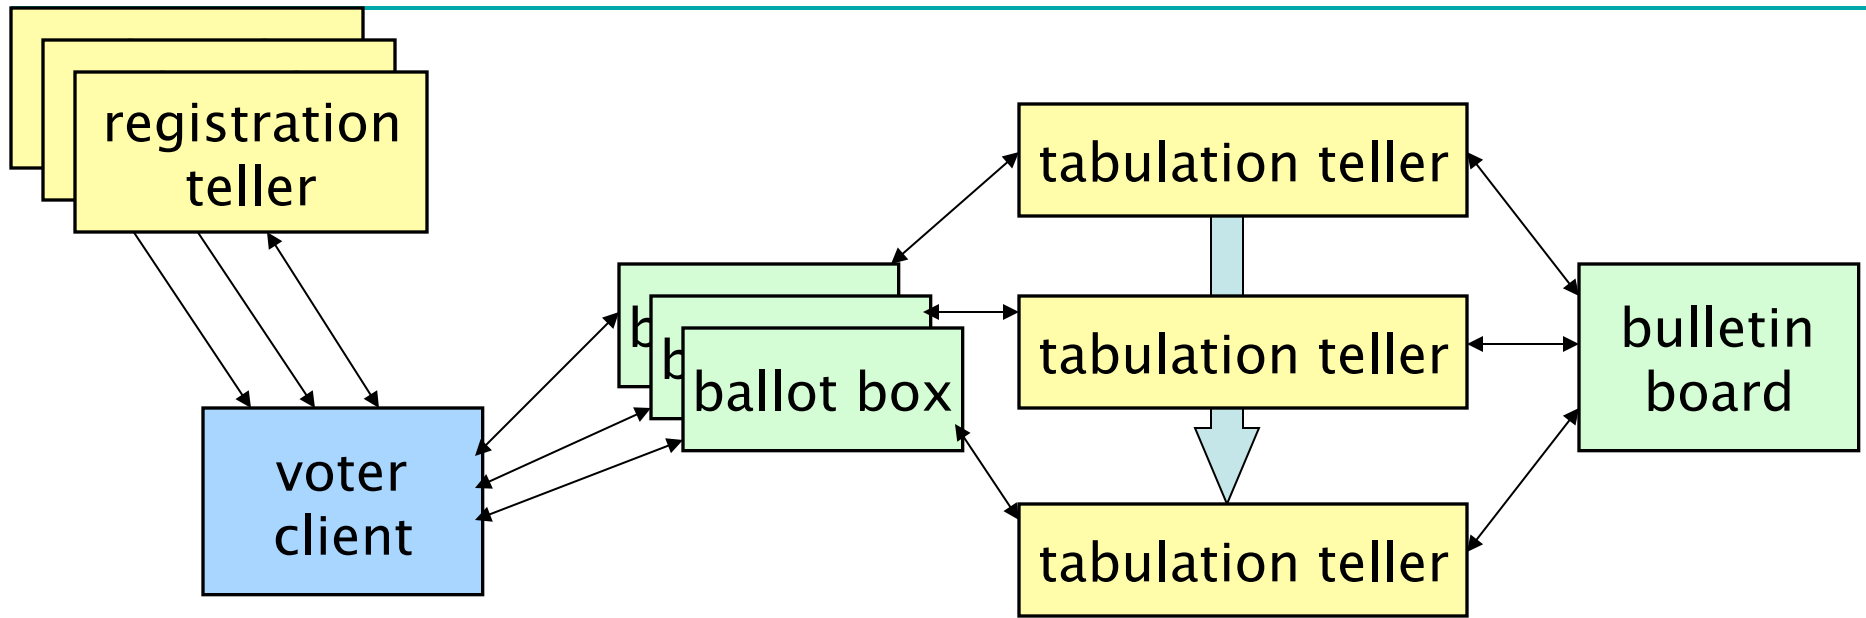 registration
teller
voter
client
b
b
ballot box
tabulation teller
tabulation teller
tabulation teller
bulletin
board